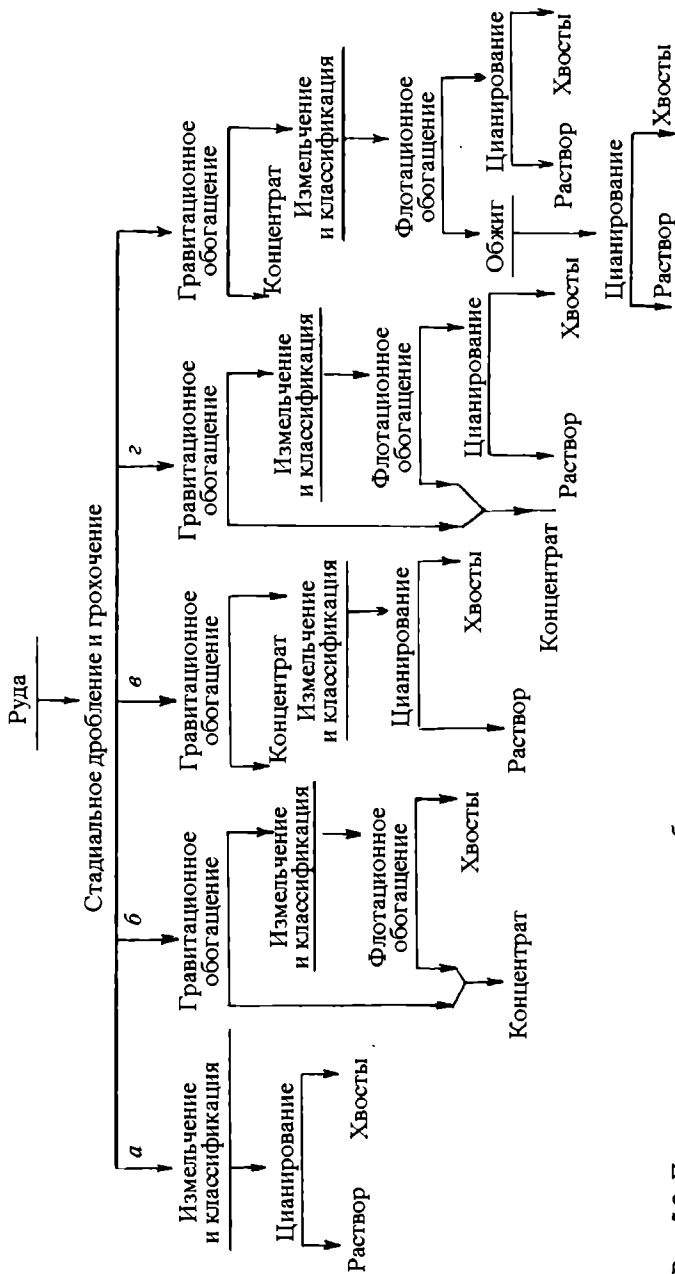 Руда
Стадиальное дробление и грохочение
а
Измельчение
и классификация
Цианирование
Раствор
Хвосты
б
Гравитационное
обогащение
Измельчение
и классификация
Флотационное
обогащение
Хвосты
Концентрат
в
Гравитационное
обогащение
Концентрат
Измельчение
и классификация
Цианирование
Хвосты
Раствор
г
Гравитационное
обогащение
Измельчение
и классификация
Флотационное
обогащение
Цианирование
Хвосты
Раствор
Концентрат
Гравитационное
обогащение
Концентрат
Измельчение
и классификация
Флотационное
обогащение
Обжиг
Цианирование
Раствор
Хвосты
Цианирование
Раствор
Хвосты